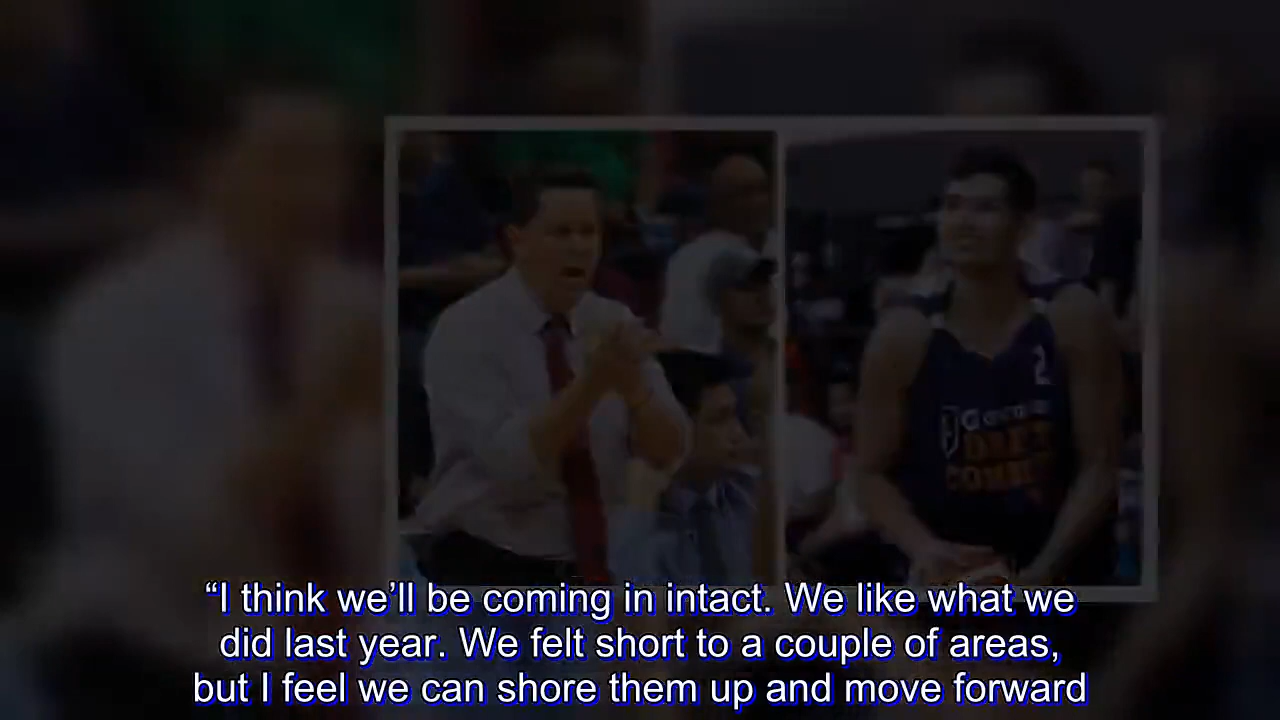 “I think we’ll be coming in intact. We like what we
did last year. We felt short to a couple of areas,
but I feel we can shore them up and move forward
2